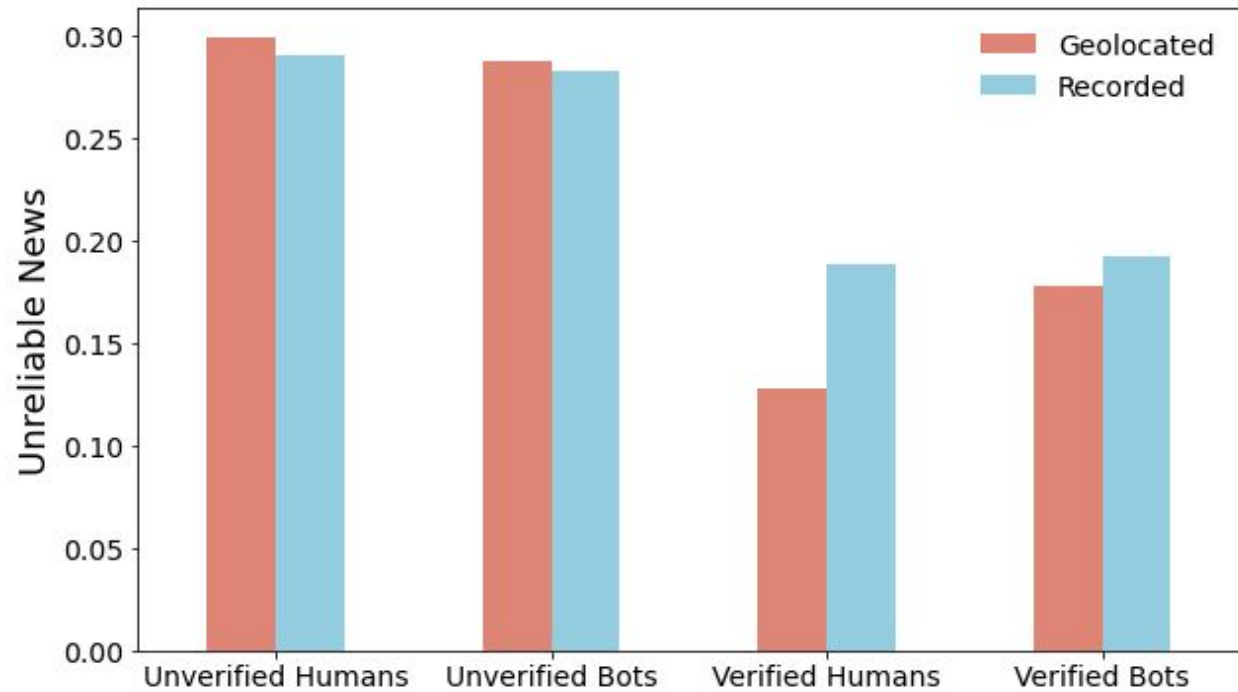 Unreliable News
0.30
0.25
0.20
0.15
0.10
0.05
0.00
Geolocated
Recorded
Unverified Humans
Unverified Bots
Verified Humans
Verified Bots